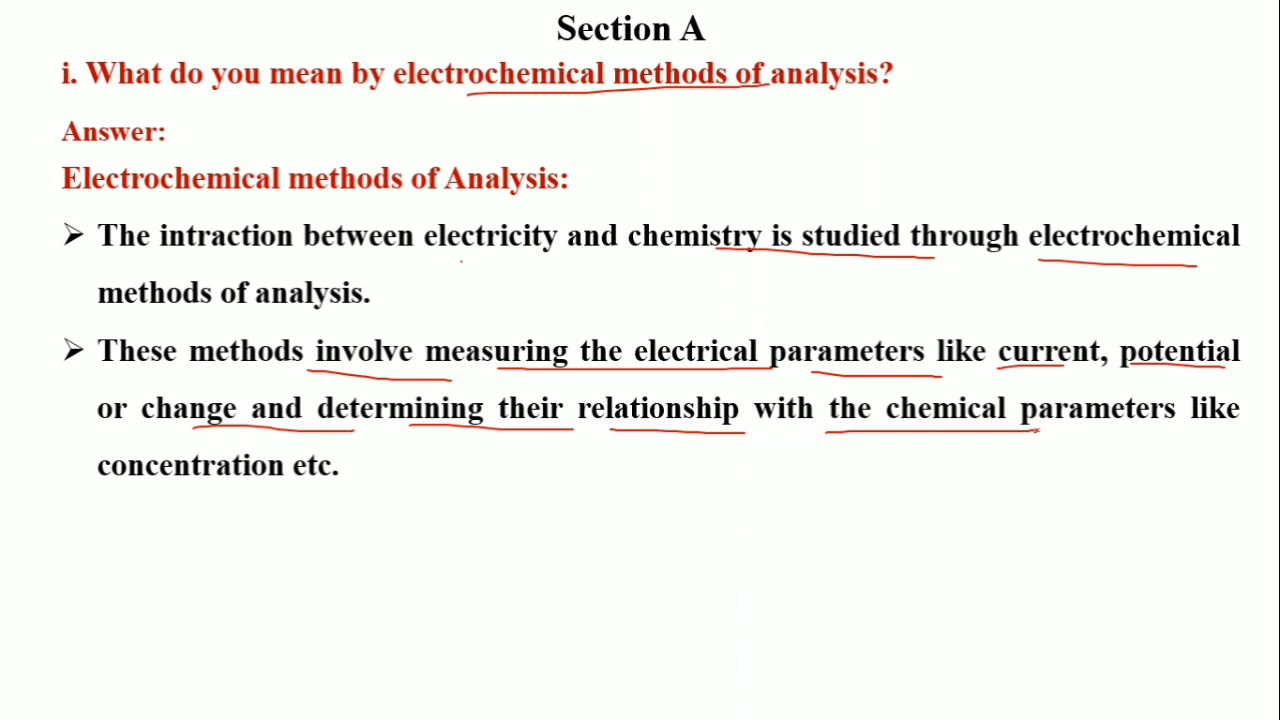 Section A
i. What do you mean by electrochemical methods of analysis?
Answer:
Electrochemical methods of Analysis:
➢ The intraction between electricity and chemistry is studied through electrochemical
methods of analysis.
➢ These methods involve measuring the electrical parameters like current, potential
or change and determining their relationship with the chemical parameters like
concentration etc.